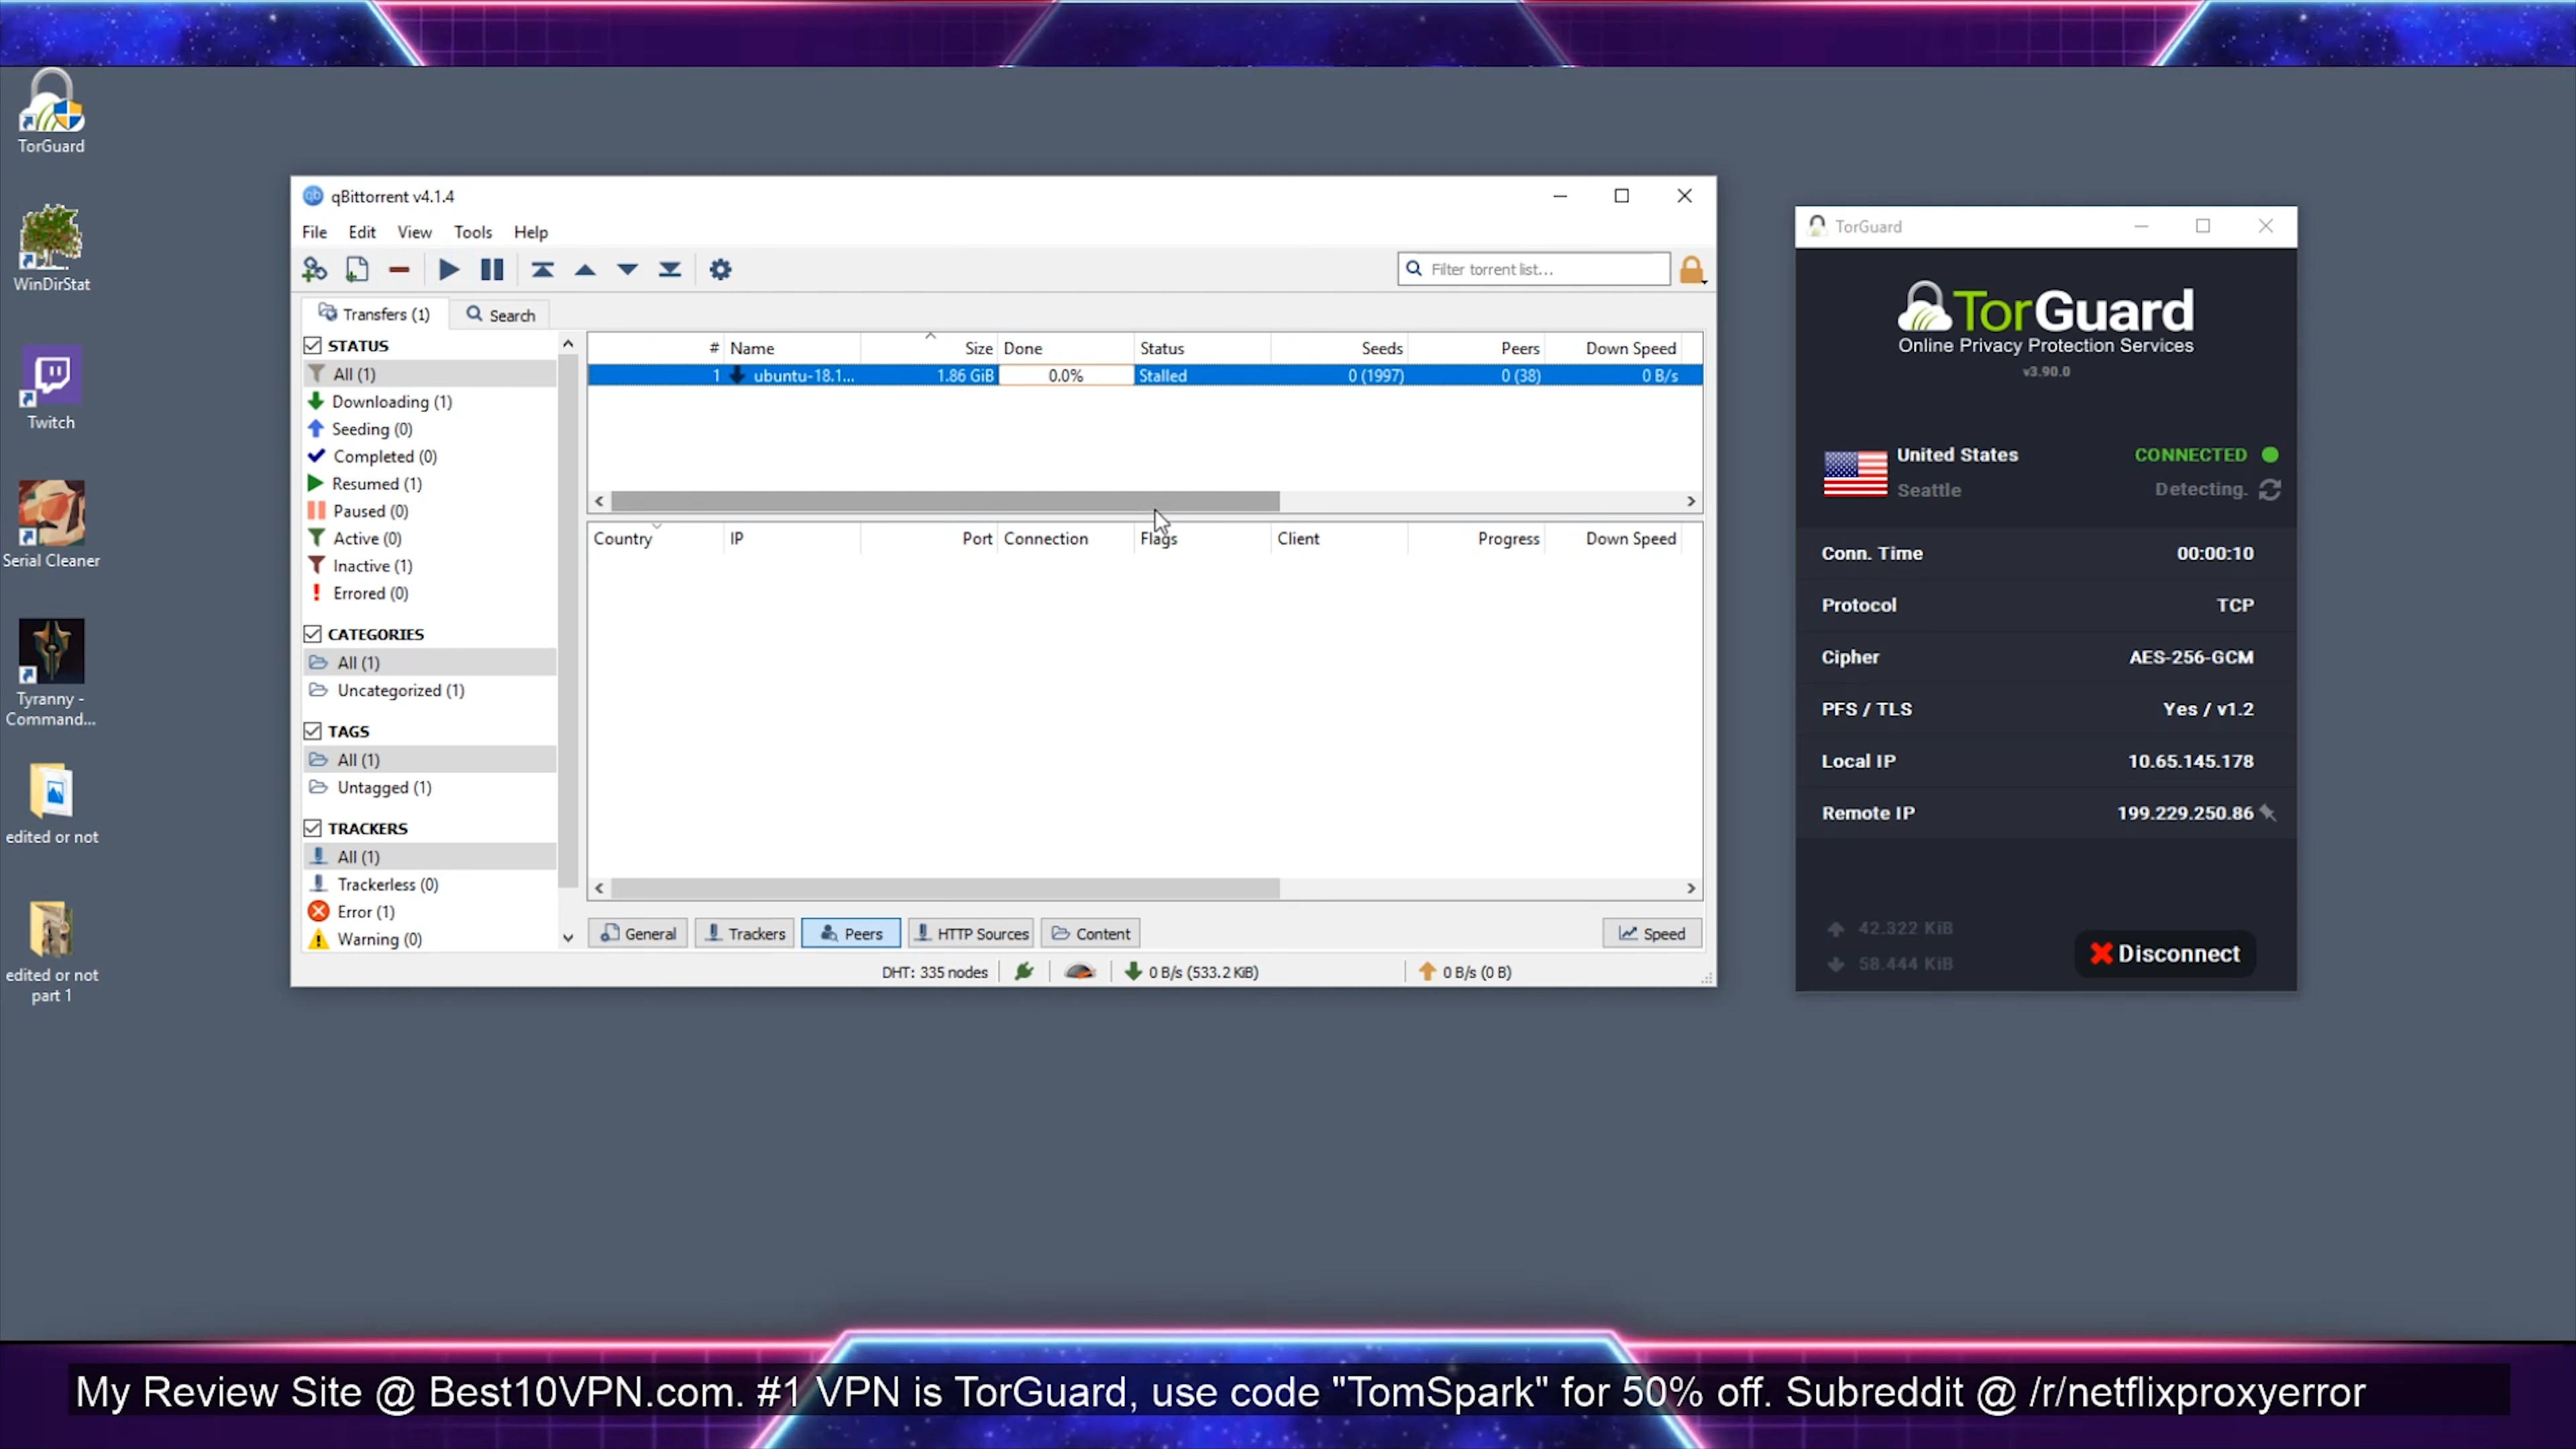 TorGuard
WinDirStat
Twitch
Serial Cleaner
Tyranny -
Command...
edited or not
edited or not
part 1
qBittorrent v4.1.4
File Edit View Tools Help
Filter torrent list...
Transfers (1) Search
STATUS
All (1)
Downloading (1)
Seeding (0)
Completed (0)
Resumed (1)
Paused (0)
Active (0)
Inactive (1)
Errored (0)
CATEGORIES
All (1)
Uncategorized (1)
TAGS
All (1)
Untagged (1)
TRACKERS
All (1)
Trackerless (0)
Error (1)
Warning (0)
# Name Size Done Status Seeds Peers Down Speed
1 ubuntu-18.1... 1.86 GiB 0.0% Stalled 0 (1997) 0 (38) 0 B/s
Country IP Port Connection Flags Client Progress Down Speed
General Trackers Peers HTTP Sources Content Speed
DHT: 335 nodes 0 B/s (533.2 KiB) 0 B/s (0 B)
TorGuard
TorGuard
Online Privacy Protection Services
v3.90.0
United States CONNECTED
Seattle Detecting.
Conn. Time 00:00:10
Protocol TCP
Cipher AES-256-GCM
PFS / TLS Yes / v1.2
Local IP 10.65.145.178
Remote IP 199.229.250.86
42.322 KiB
58.444 KiB
Disconnect
My Review Site @ Best10VPN.com. #1 VPN is TorGuard, use code "TomSpark" for 50% off. Subreddit @ /r/netflixproxyerror